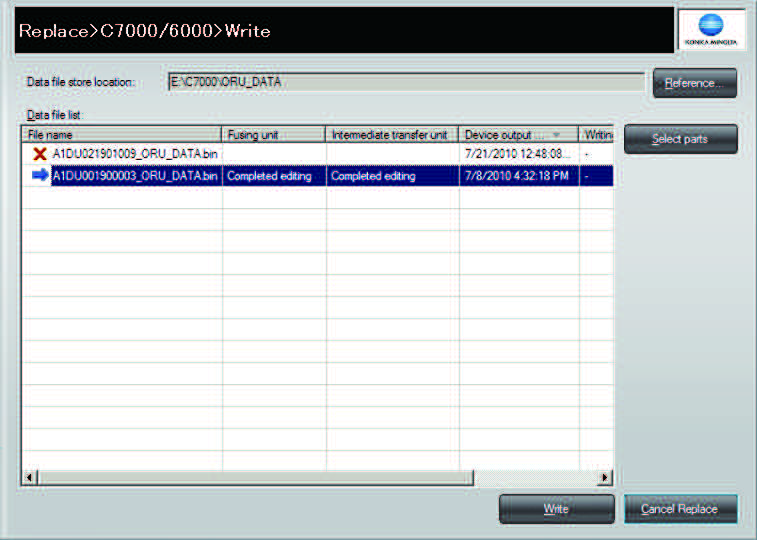 Replace>C7000/6000>Write
KONICA MINOLTA
Data file store location: E:\C7000\ORU_DATA Reference...
Data file list
File name Fusing unit Intermediate transfer unit Device output ... Writin
Select parts
A1DU021901009_ORU_DATA.bin 7/21/2010 12:48:08... -
A1DU001900003_ORU_DATA.bin Completed editing Completed editing 7/8/2010 4:32:18 PM -
Write Cancel Replace